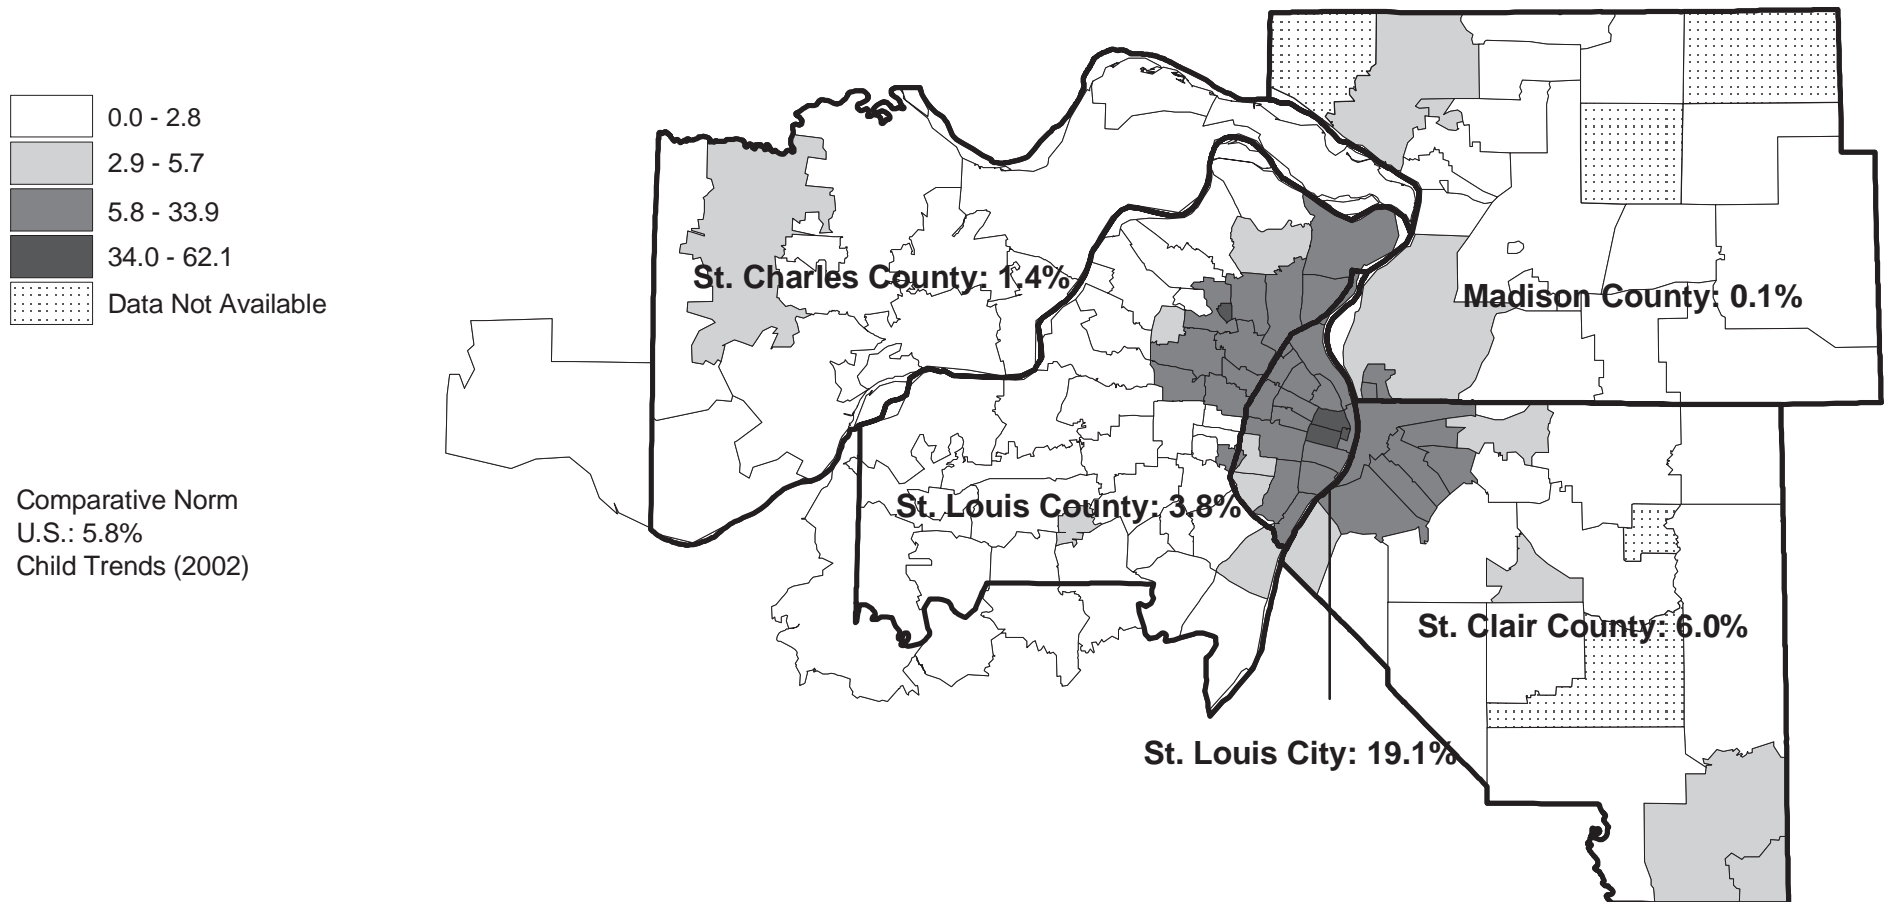 0.0 - 2.8
2.9 - 5.7
5.8 - 33.9
34.0 - 62.1
Data Not Available
Comparative Norm
U.S.: 5.8%
Child Trends (2002)
St. Charles County: 1.4%
Madison County: 0.1%
St. Louis County: 3.8%
St. Clair County: 6.0%
St. Louis City: 19.1%